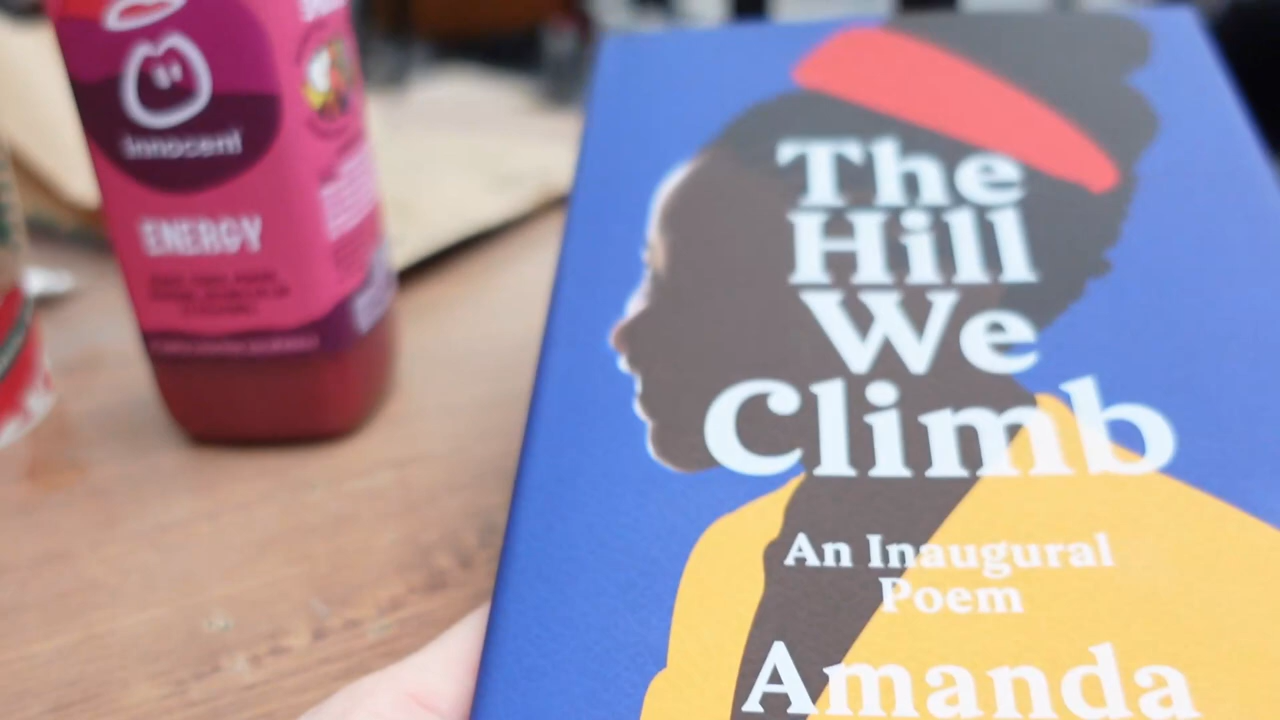 innocent
ENERGY
The
Hill
We
Climb
An Inaugural
Poem
Amanda